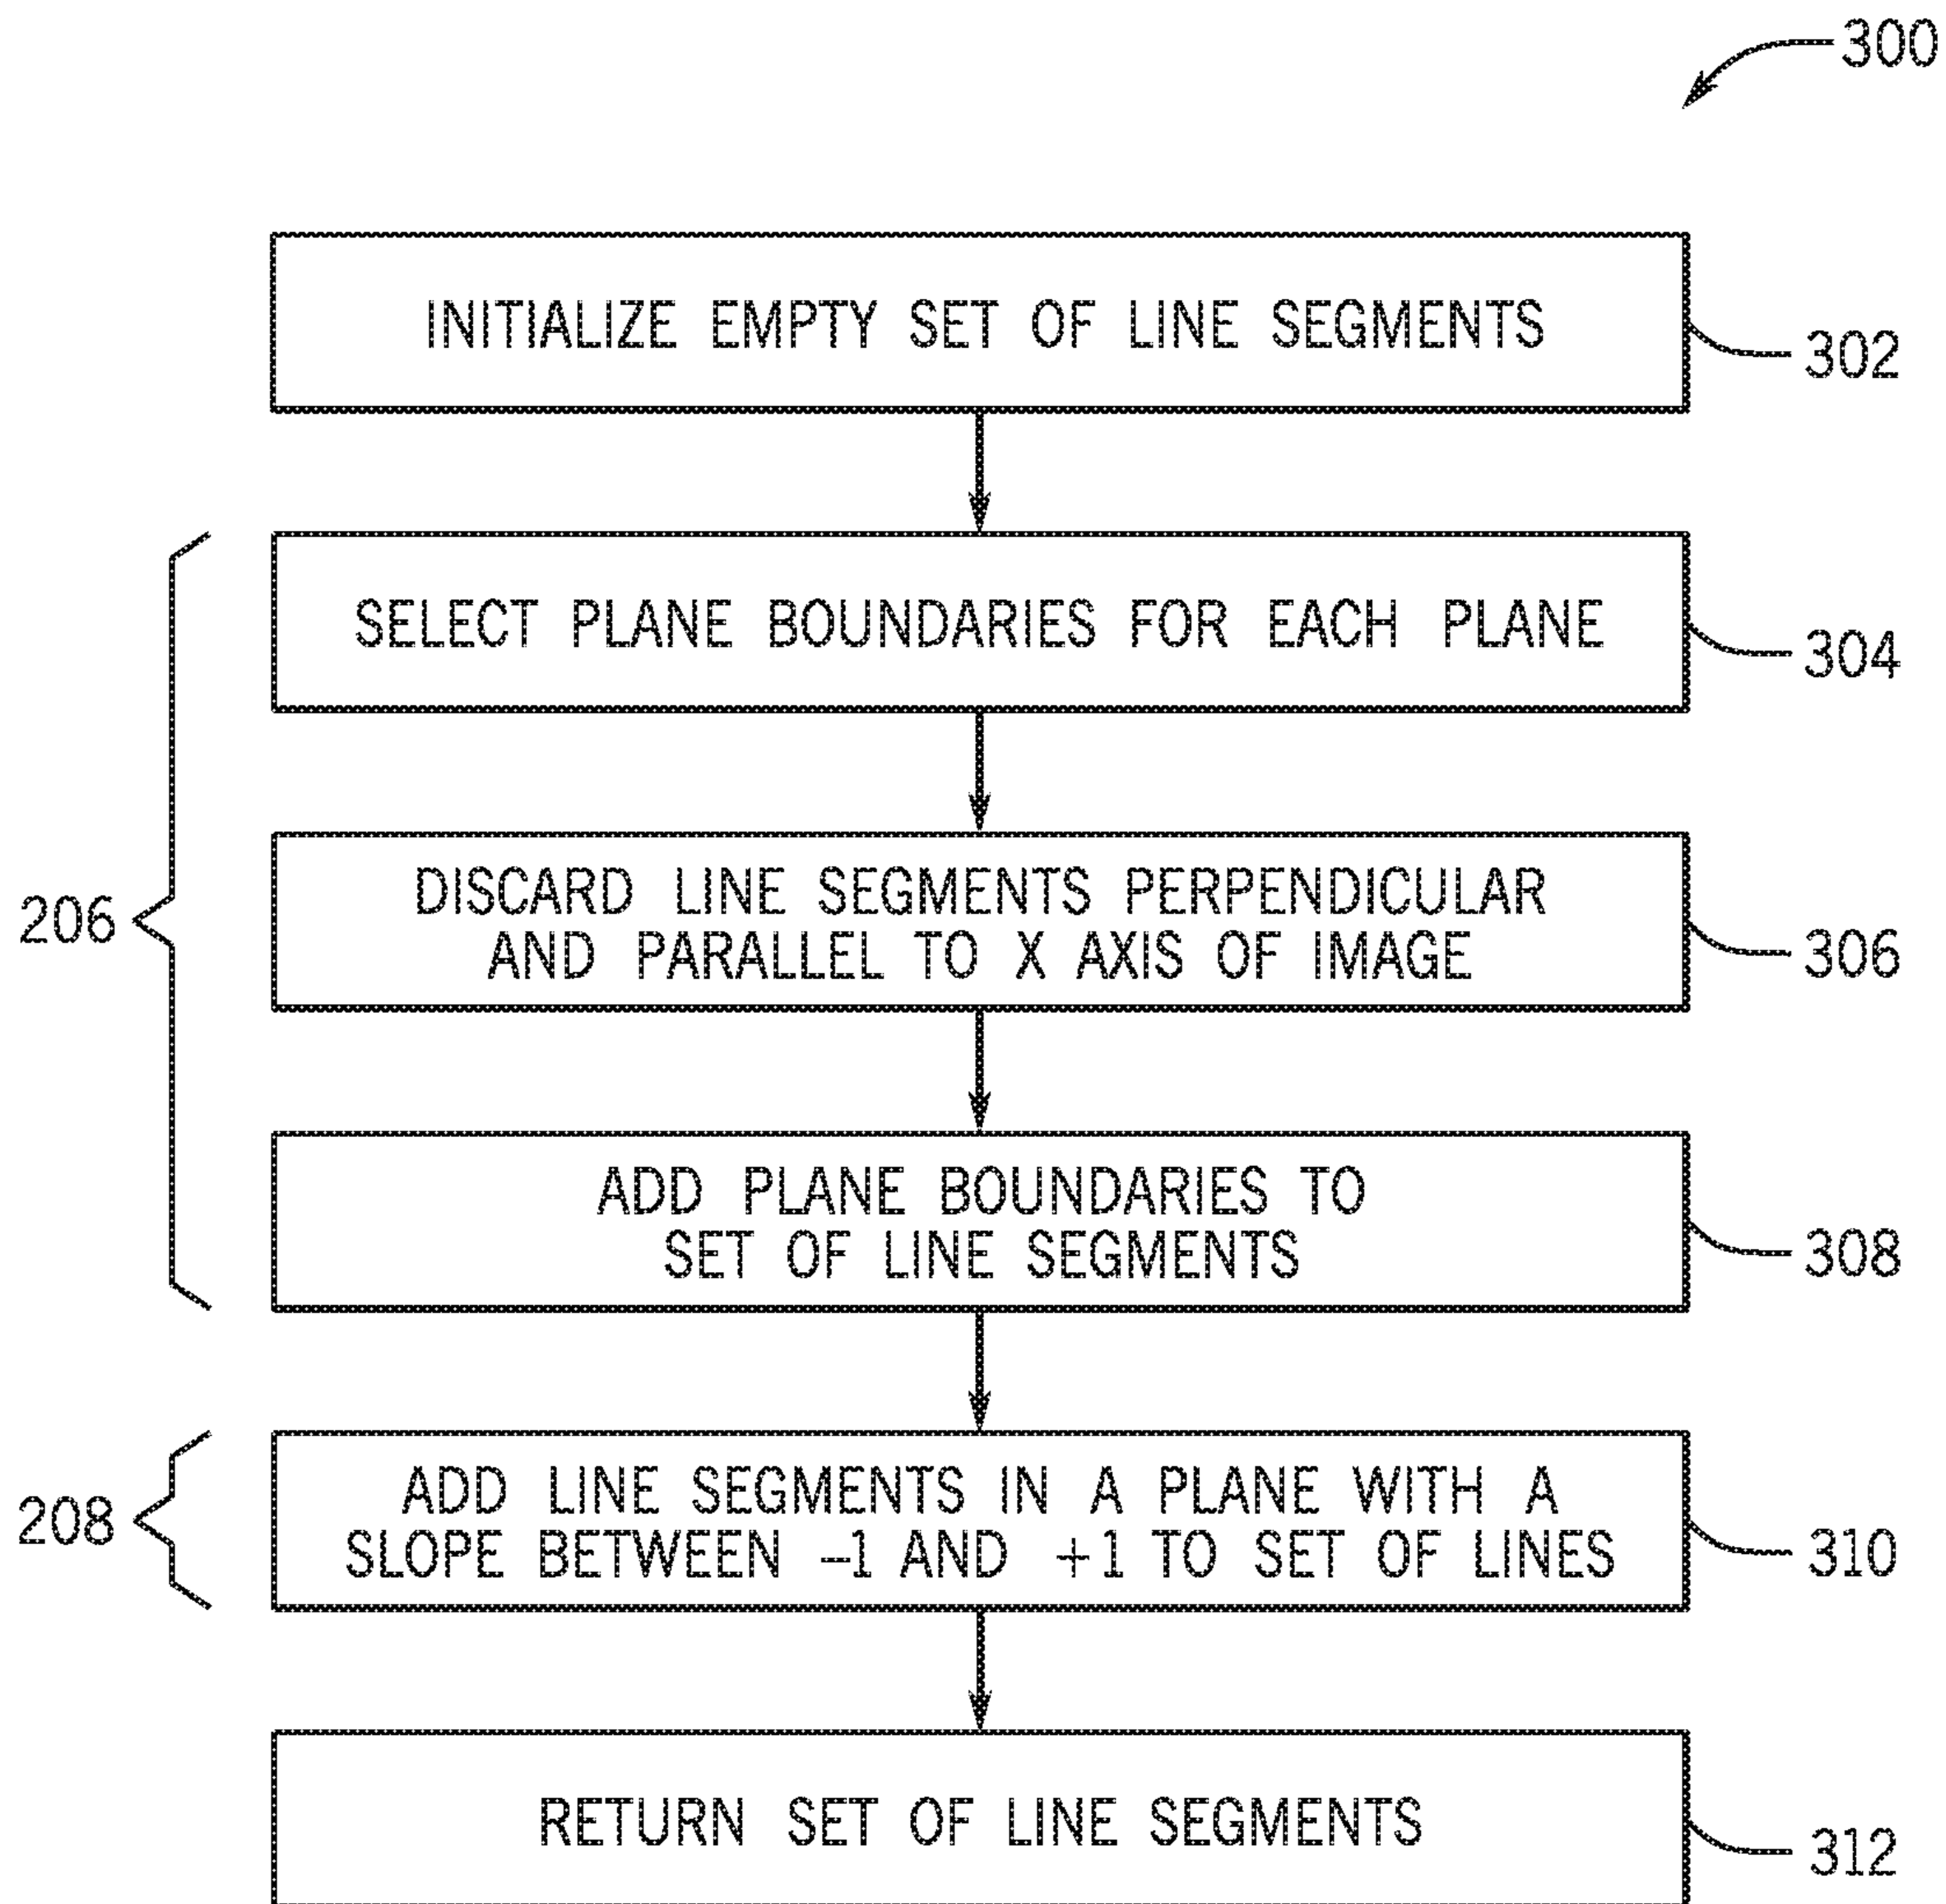 300
INITIALIZE EMPTY SET OF LINE SEGMENTS
302
SELECT PLANE BOUNDARIES FOR EACH PLANE
304
DISCARD LINE SEGMENTS PERPENDICULAR
AND PARALLEL TO X AXIS OF IMAGE
306
206
ADD PLANE BOUNDARIES TO
SET OF LINE SEGMENTS
308
ADD LINE SEGMENTS IN A PLANE WITH A
SLOPE BETWEEN -1 AND +1 TO SET OF LINES
310
208
RETURN SET OF LINE SEGMENTS
312